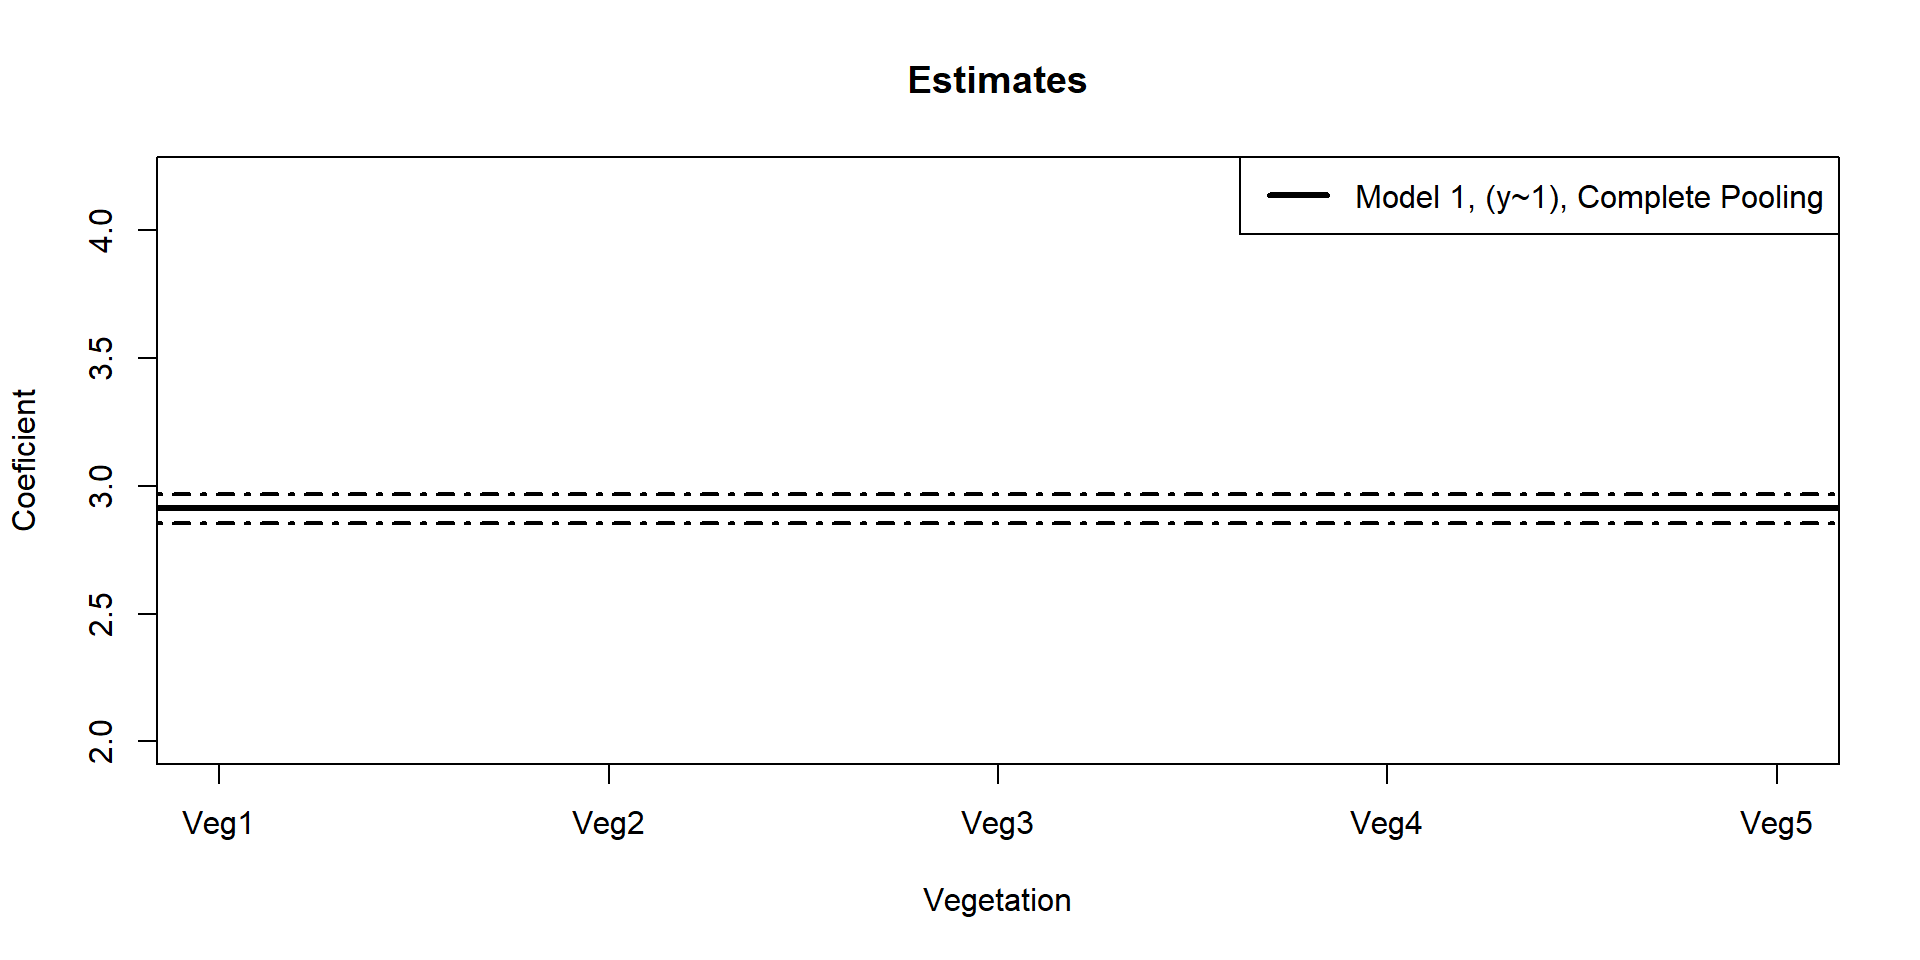 Estimates
Model 1, (y~1), Complete Pooling
Coeficient
4.0
3.5
3.0
2.5
2.0
Veg1 Veg2 Veg3 Veg4 Veg5
Vegetation